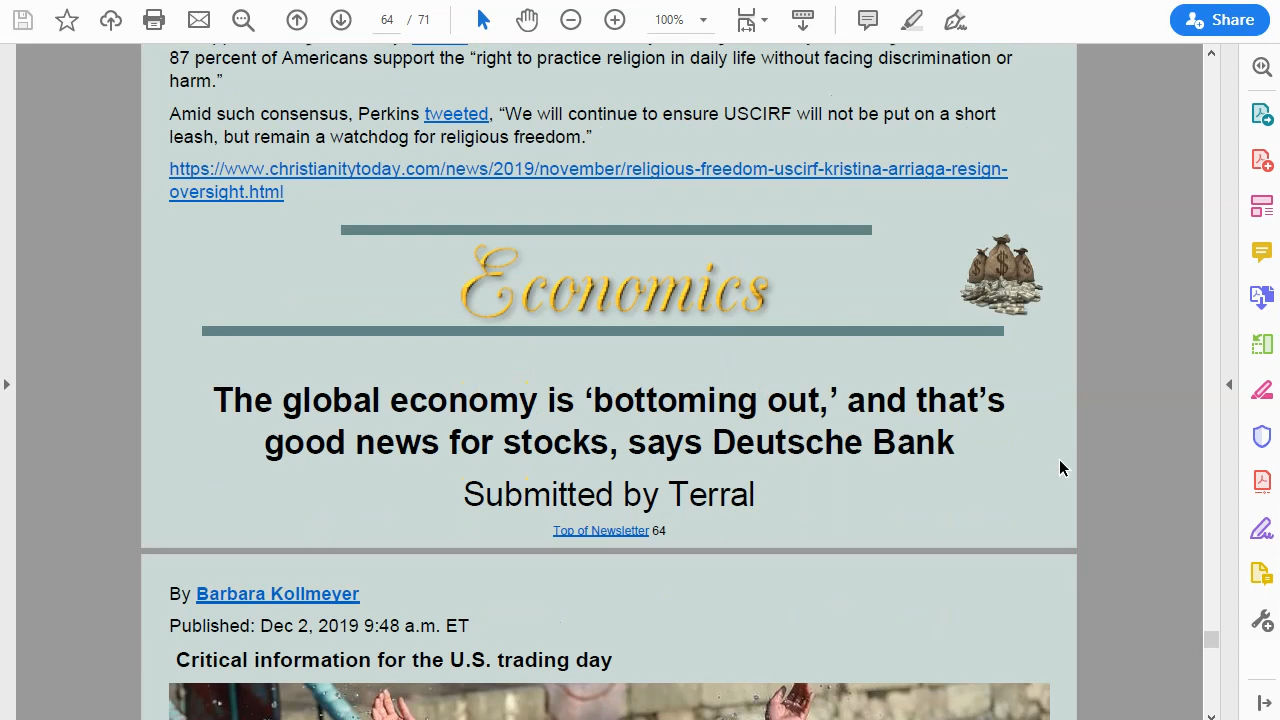 64 / 71
100%
Share
87 percent of Americans support the “right to practice religion in daily life without facing discrimination or
harm.”
Amid such consensus, Perkins tweeted, “We will continue to ensure USCIRF will not be put on a short
leash, but remain a watchdog for religious freedom.”
https://www.christianitytoday.com/news/2019/november/religious-freedom-uscirf-kristina-arriaga-resign-
oversight.html
Economics
The global economy is ‘bottoming out,’ and that’s
good news for stocks, says Deutsche Bank
Submitted by Terral
Top of Newsletter 64
By Barbara Kollmeyer
Published: Dec 2, 2019 9:48 a.m. ET
Critical information for the U.S. trading day